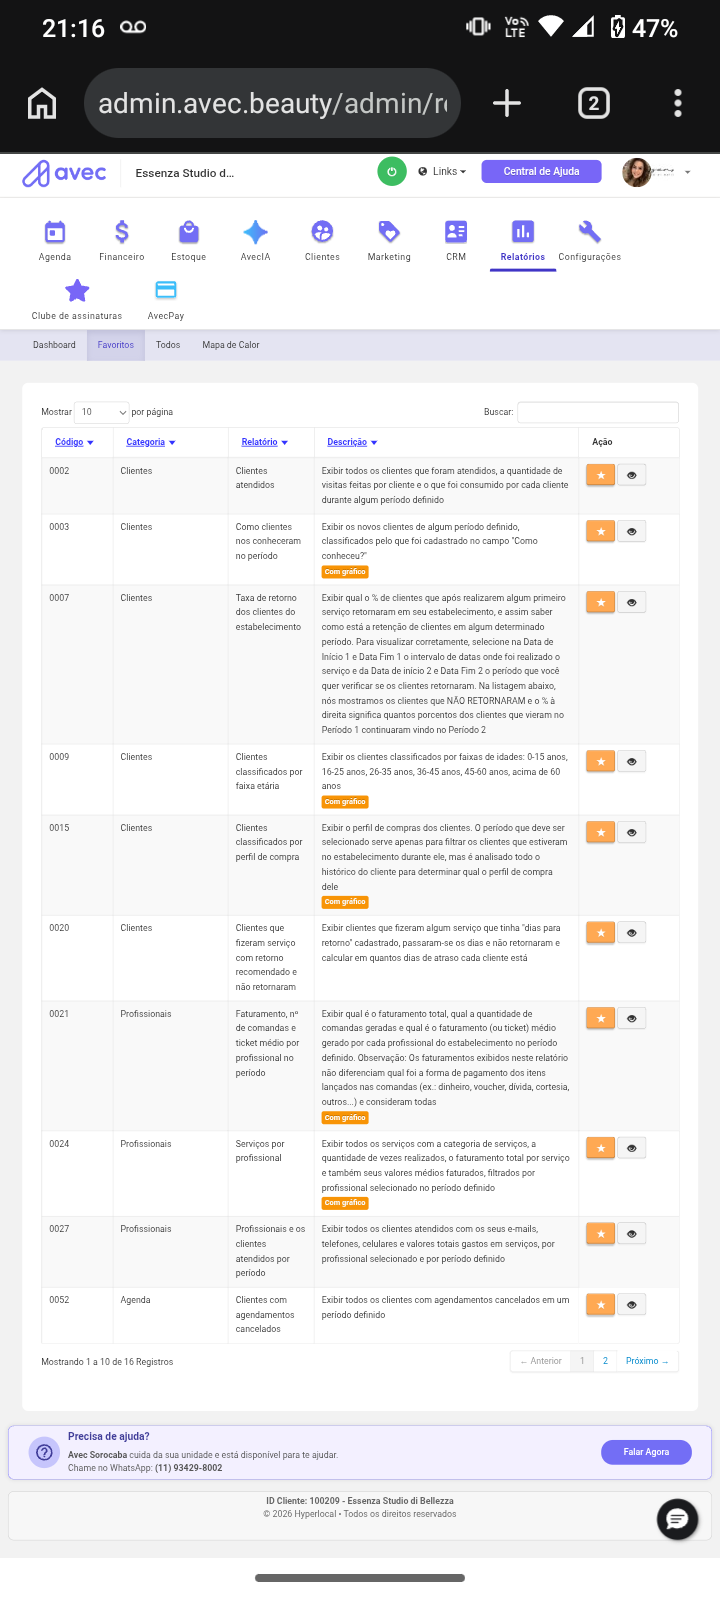 21:16
Vo
LTE
47%
admin.avec.beauty/admin/r
2
avec
Essenza Studio d...
Links
Central de Ajuda
Agenda
Financeiro
Estoque
AvecIA
Clientes
Marketing
CRM
Relatórios
Configurações
Clube de assinaturas
AvecPay
Dashboard
Favoritos
Todos
Mapa de Calor
Mostrar 10 por página
Buscar:
Código
Categoria
Relatório
Descrição
Ação
0002
Clientes
Clientes
atendidos
Exibir todos os clientes que foram atendidos, a quantidade de
visitas feitas por cliente e o que foi consumido por cada cliente
durante algum período definido
0003
Clientes
Como clientes
nos conheceram
no período
Exibir os novos clientes de algum período definido,
classificados pelo que foi cadastrado no campo "Como
conheceu?"
Com gráfico
0007
Clientes
Taxa de retorno
dos clientes do
estabelecimento
Exibir qual o % de clientes que após realizarem algum primeiro
serviço retornaram em seu estabelecimento, e assim saber
como está a retenção de clientes em algum determinado
período. Para visualizar corretamente, selecione na Data de
Início 1 e Data Fim 1 o intervalo de datas onde foi realizado o
serviço e da Data de inicio 2 e Data Fim 2 o período que você
quer verificar se os clientes retornaram. Na listagem abaixo,
nós mostramos os clientes que NÃO RETORNARAM e o % à
direita significa quantos porcentos dos clientes que vieram no
Período 1 continuaram vindo no Período 2
0009
Clientes
Clientes
classificados por
faixa etária
Exibir os clientes classificados por faixas de idades: 0-15 anos,
16-25 anos, 26-35 anos, 36-45 anos, 45-60 anos, acima de 60
anos
Com gráfico
0015
Clientes
Clientes
classificados por
perfil de compra
Exibir o perfil de compras dos clientes. O período que deve ser
selecionado serve apenas para filtrar os clientes que estiveram
no estabelecimento durante ele, mas é analisado todo o
histórico do cliente para determinar qual o perfil de compra
dele
Com gráfico
0020
Clientes
Clientes que
fizeram serviço
com retorno
recomendado e
não retornaram
Exibir clientes que fizeram algum serviço que tinha "dias para
retorno" cadastrado, passaram-se os dias e não retornaram e
calcular em quantos dias de atraso cada cliente está
0021
Profissionais
Faturamento, nº
de comandas e
ticket médio por
profissional no
período
Exibir qual é o faturamento total, qual a quantidade de
comandas geradas e qual é o faturamento (ou ticket) médio
gerado por cada profissional do estabelecimento no período
definido. Observação: Os faturamentos exibidos neste relatório
não diferenciam qual foi a forma de pagamento dos itens
lançados nas comandas (ex.: dinheiro, voucher, dívida, cortesia,
outros...) e consideram todas
Com gráfico
0024
Profissionais
Serviços por
profissional
Exibir todos os serviços com a categoria de serviços, a
quantidade de vezes realizados, o faturamento total por serviço
e também seus valores médios faturados, filtrados por
profissional selecionado no período definido
Com gráfico
0027
Profissionais
Profissionais e os
clientes
atendidos por
período
Exibir todos os clientes atendidos com os seus e-mails,
telefones, celulares e valores totais gastos em serviços, por
profissional selecionado e por período definido
0052
Agenda
Clientes com
agendamentos
cancelados
Exibir todos os clientes com agendamentos cancelados em um
período definido
Mostrando 1 a 10 de 16 Registros
← Anterior
1
2
Próximo →
Precisa de ajuda?
Avec Sorocaba cuida da sua unidade e está disponível para te ajudar.
Chame no WhatsApp: (11) 93429-8002
Falar Agora
ID Cliente: 100209 - Essenza Studio di Bellezza
© 2026 Hyperlocal • Todos os direitos reservados